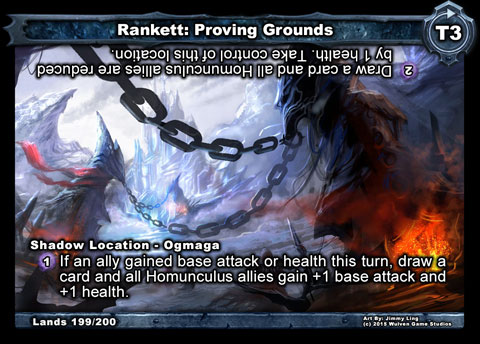 Rankett: Proving Grounds
T3
2 Draw a card and all Homunculus allies are reduced
by 1 health. Take control of this location.
Shadow Location - Ogmaga
1 If an ally gained base attack or health this turn, draw a
card and all Homunculus allies gain +1 base attack and
+1 health.
Lands 199/200
Art By: Jimmy Ling
(c) 2015 Wulven Game Studios